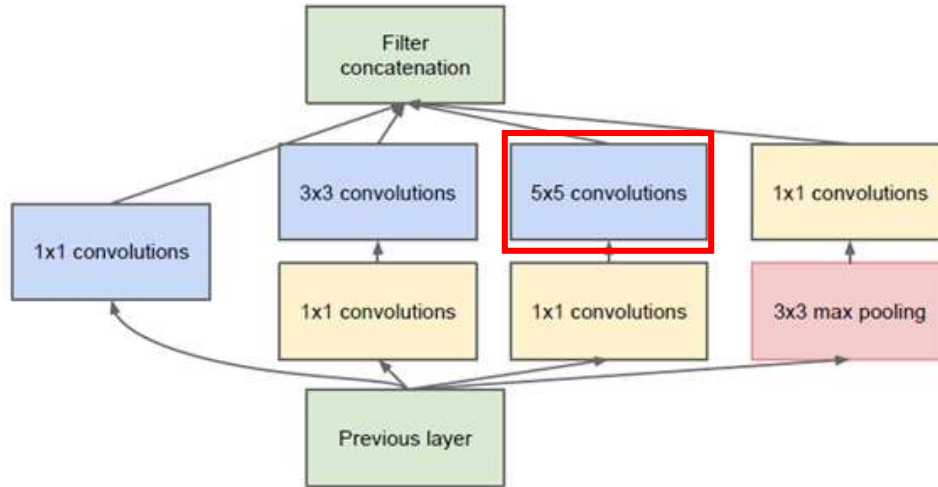 Filter
concatenation
3x3 convolutions
5x5 convolutions
1x1 convolutions
1x1 convolutions
1x1 convolutions
1x1 convolutions
3x3 max pooling
Previous layer